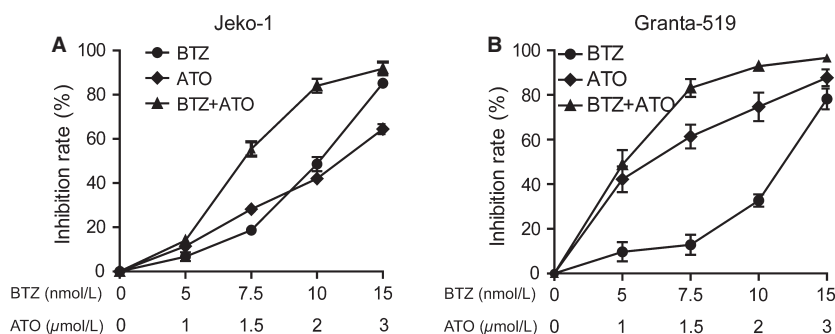 Jeko-1
A
BTZ
ATO
BTZ+ATO
Inhibition rate (%)
100
80
60
40
20
0
BTZ (nmol/L) 0 5 7.5 10 15
ATO (µmol/L) 0 1 1.5 2 3
Granta-519
B
BTZ
ATO
BTZ+ATO
Inhibition rate (%)
100
80
60
40
20
0
BTZ (nmol/L) 0 5 7.5 10 15
ATO (µmol/L) 0 1 1.5 2 3